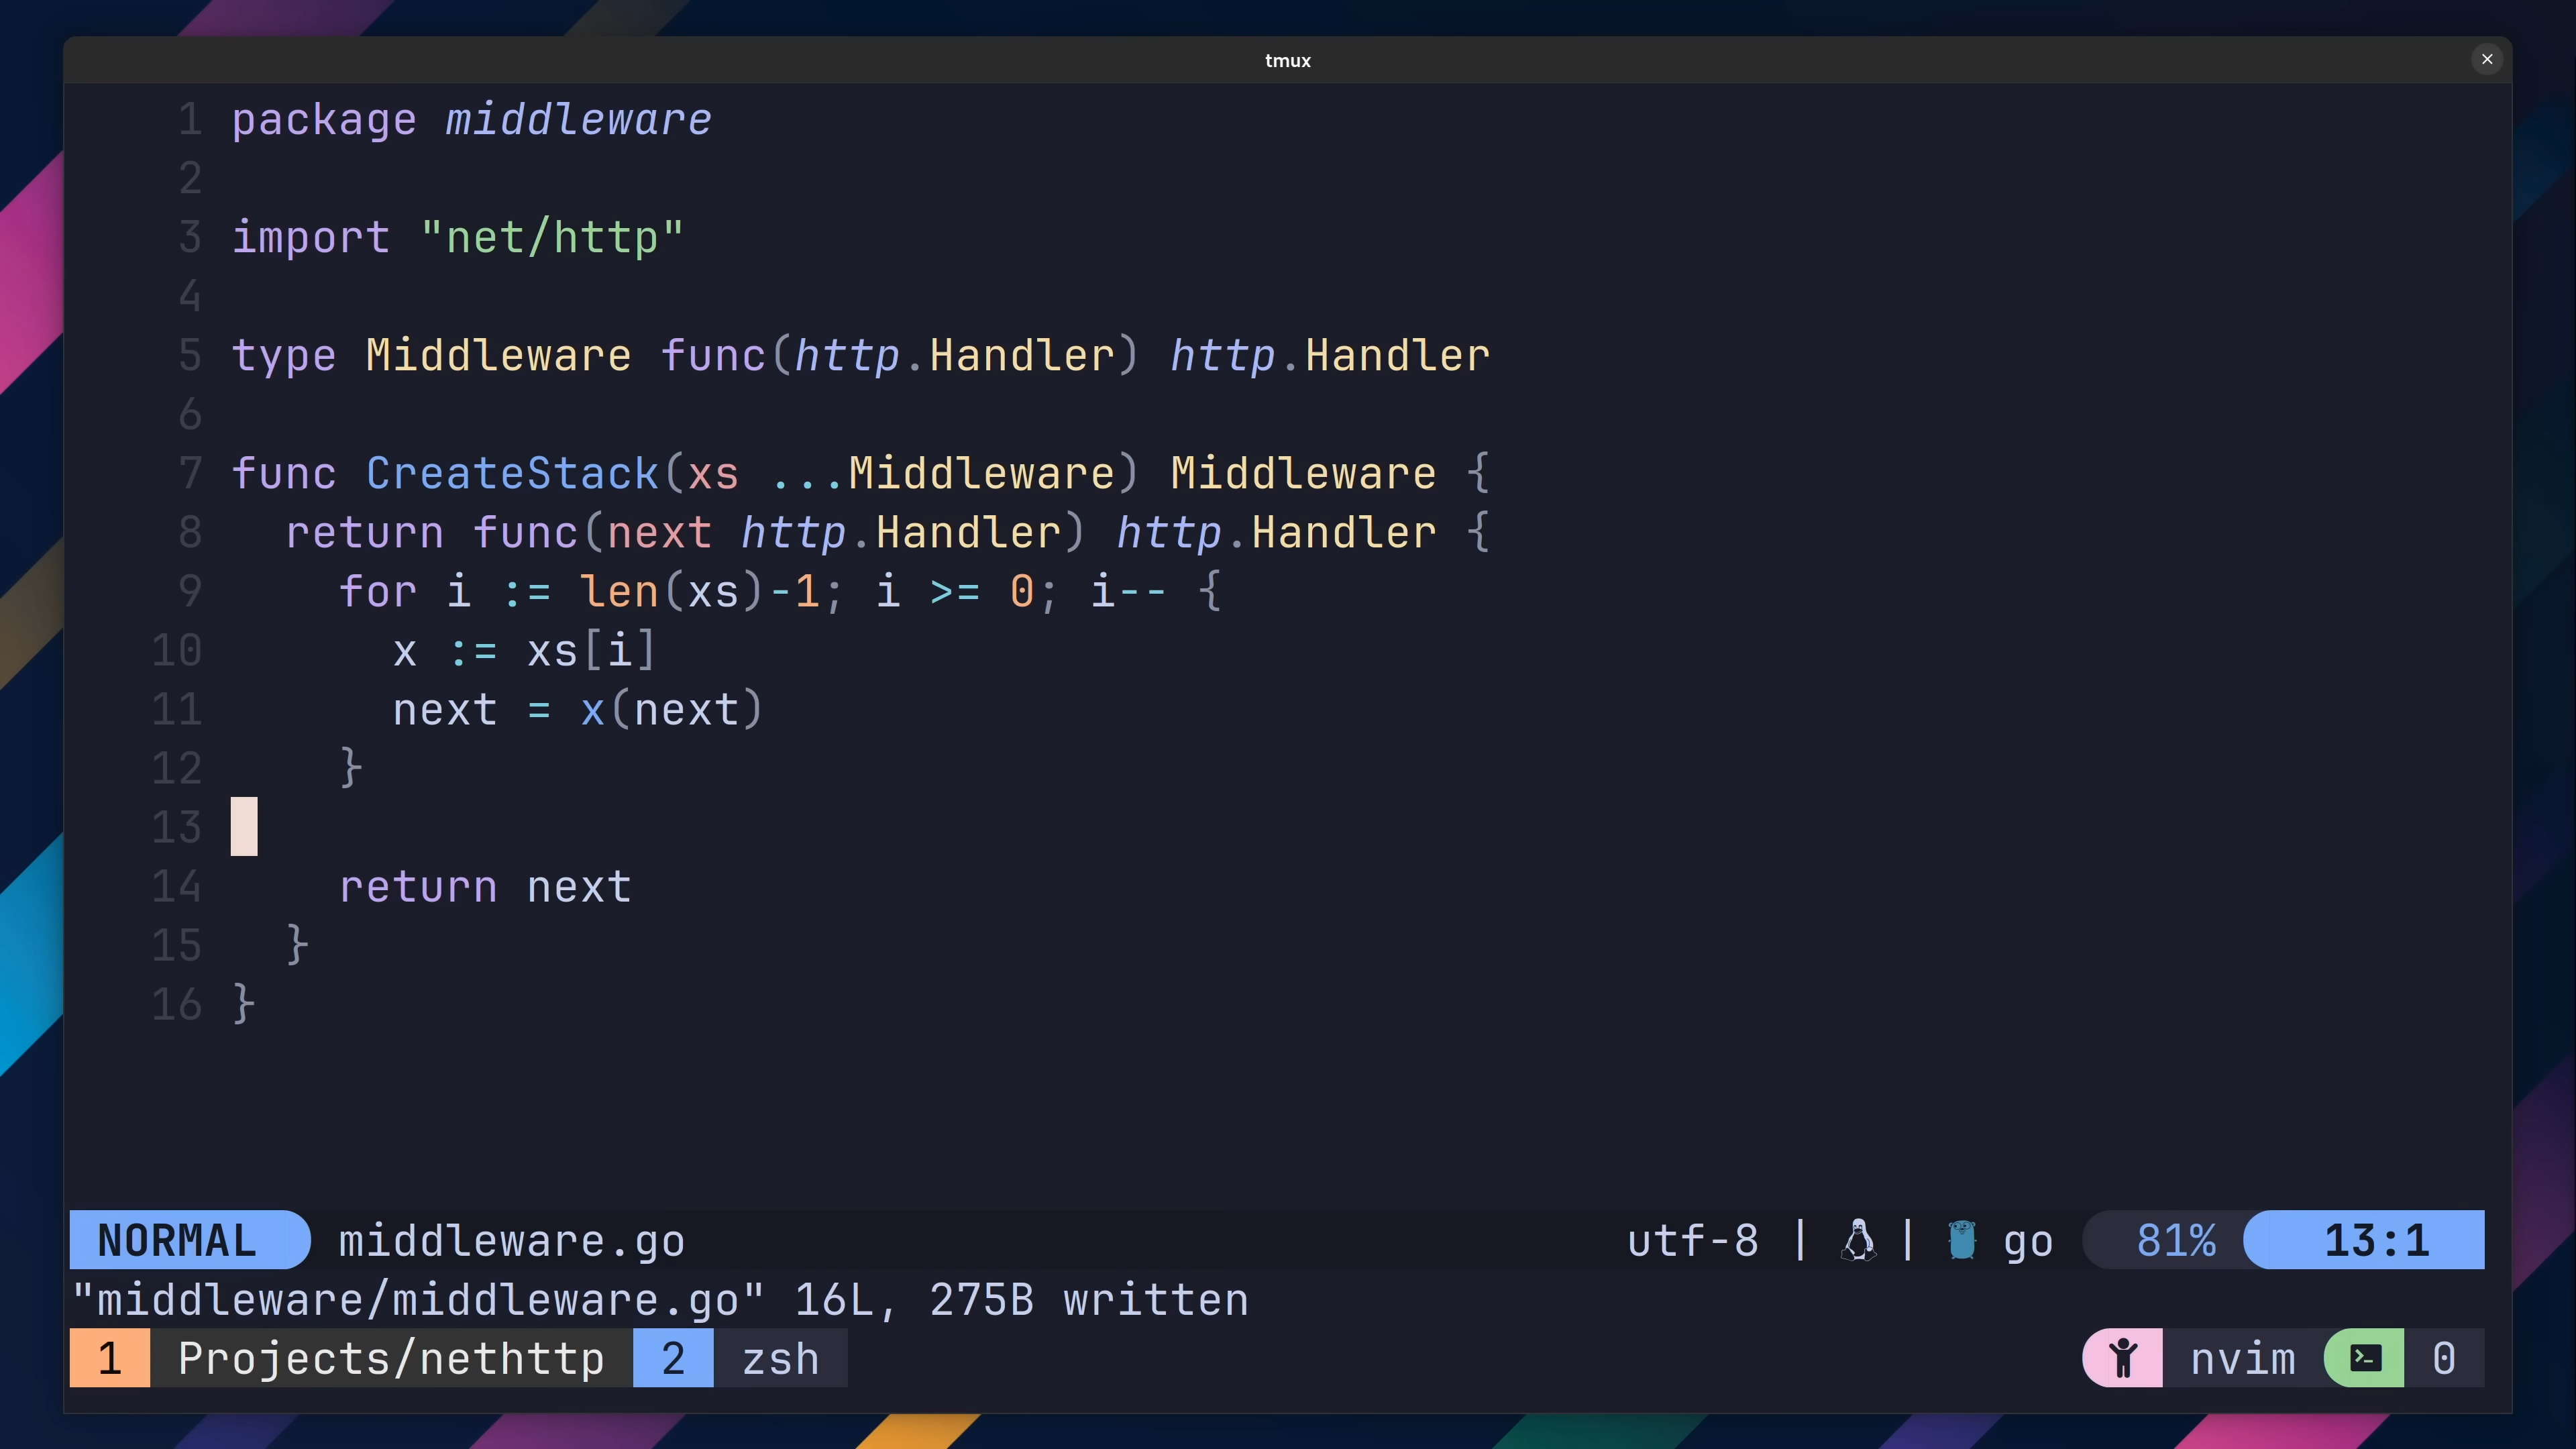 tmux
1 package middleware
2
3 import "net/http"
4
5 type Middleware func(http.Handler) http.Handler
6
7 func CreateStack(xs ...Middleware) Middleware {
8   return func(next http.Handler) http.Handler {
9     for i := len(xs)-1; i >= 0; i-- {
10       x := xs[i]
11       next = x(next)
12     }
13
14     return next
15   }
16 }
NORMAL middleware.go utf-8 | | go 81% 13:1
"middleware/middleware.go" 16L, 275B written
1 Projects/nethttp 2 zsh nvim 0